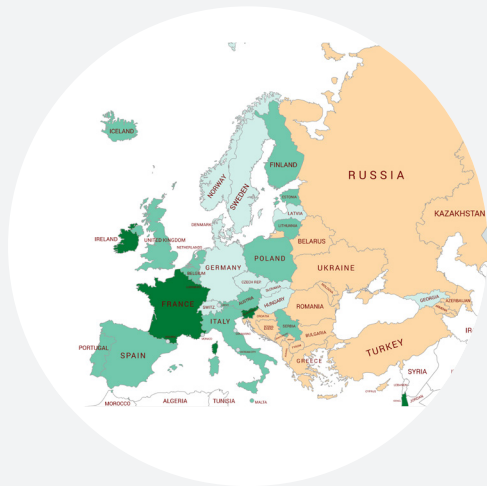 ICELAND
FINLAND
NORWAY
SWEDEN
RUSSIA
ESTONIA
LATVIA
LITHUANIA
DENMARK
KAZAKHSTAN
IRELAND
UNITED KINGDOM
NETHERLANDS
BELARUS
POLAND
GERMANY
BELGIUM
UKRAINE
CZECH REP.
FRANCE
AUSTRIA
HUNGARY
SWITZ.
ROMANIA
GEORGIA
AZERBAIJAN
ITALY
SERBIA
BULGARIA
PORTUGAL
SPAIN
GREECE
TURKEY
IR
SYRIA
MOROCCO
ALGERIA
TUNISIA
MALTA
CYPRUS